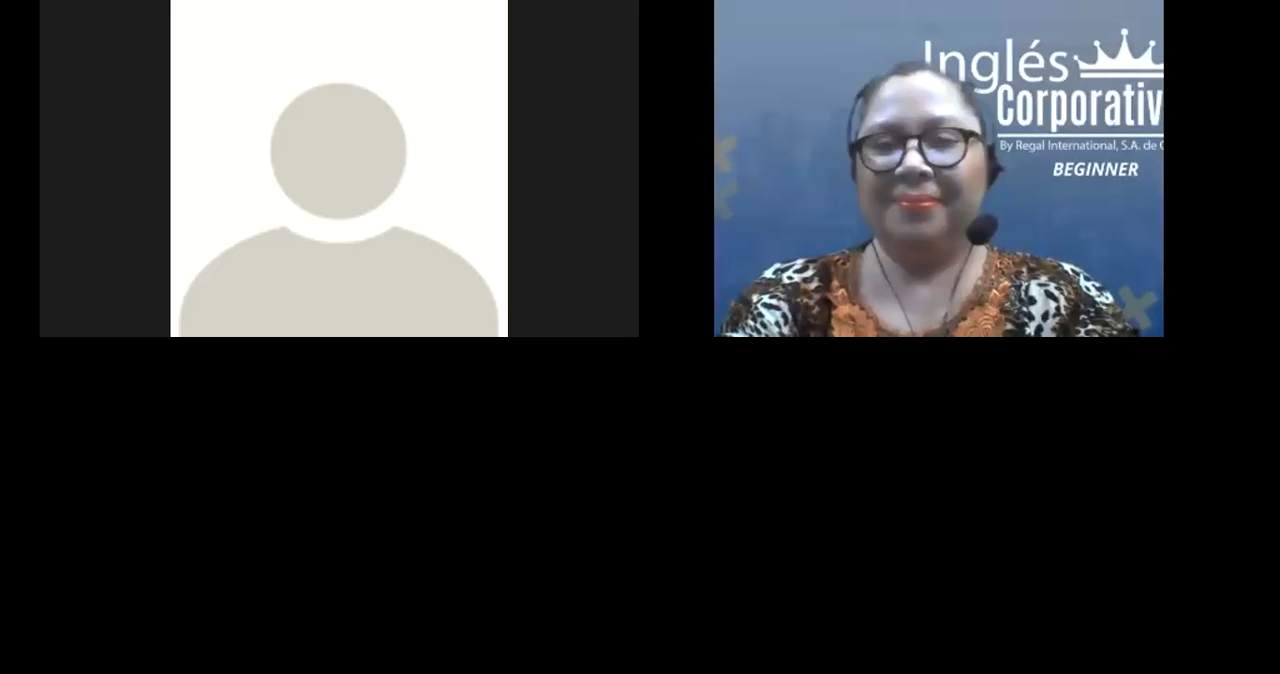 Inglés
Corporativ
By Regal International, S.A. de C
BEGINNER